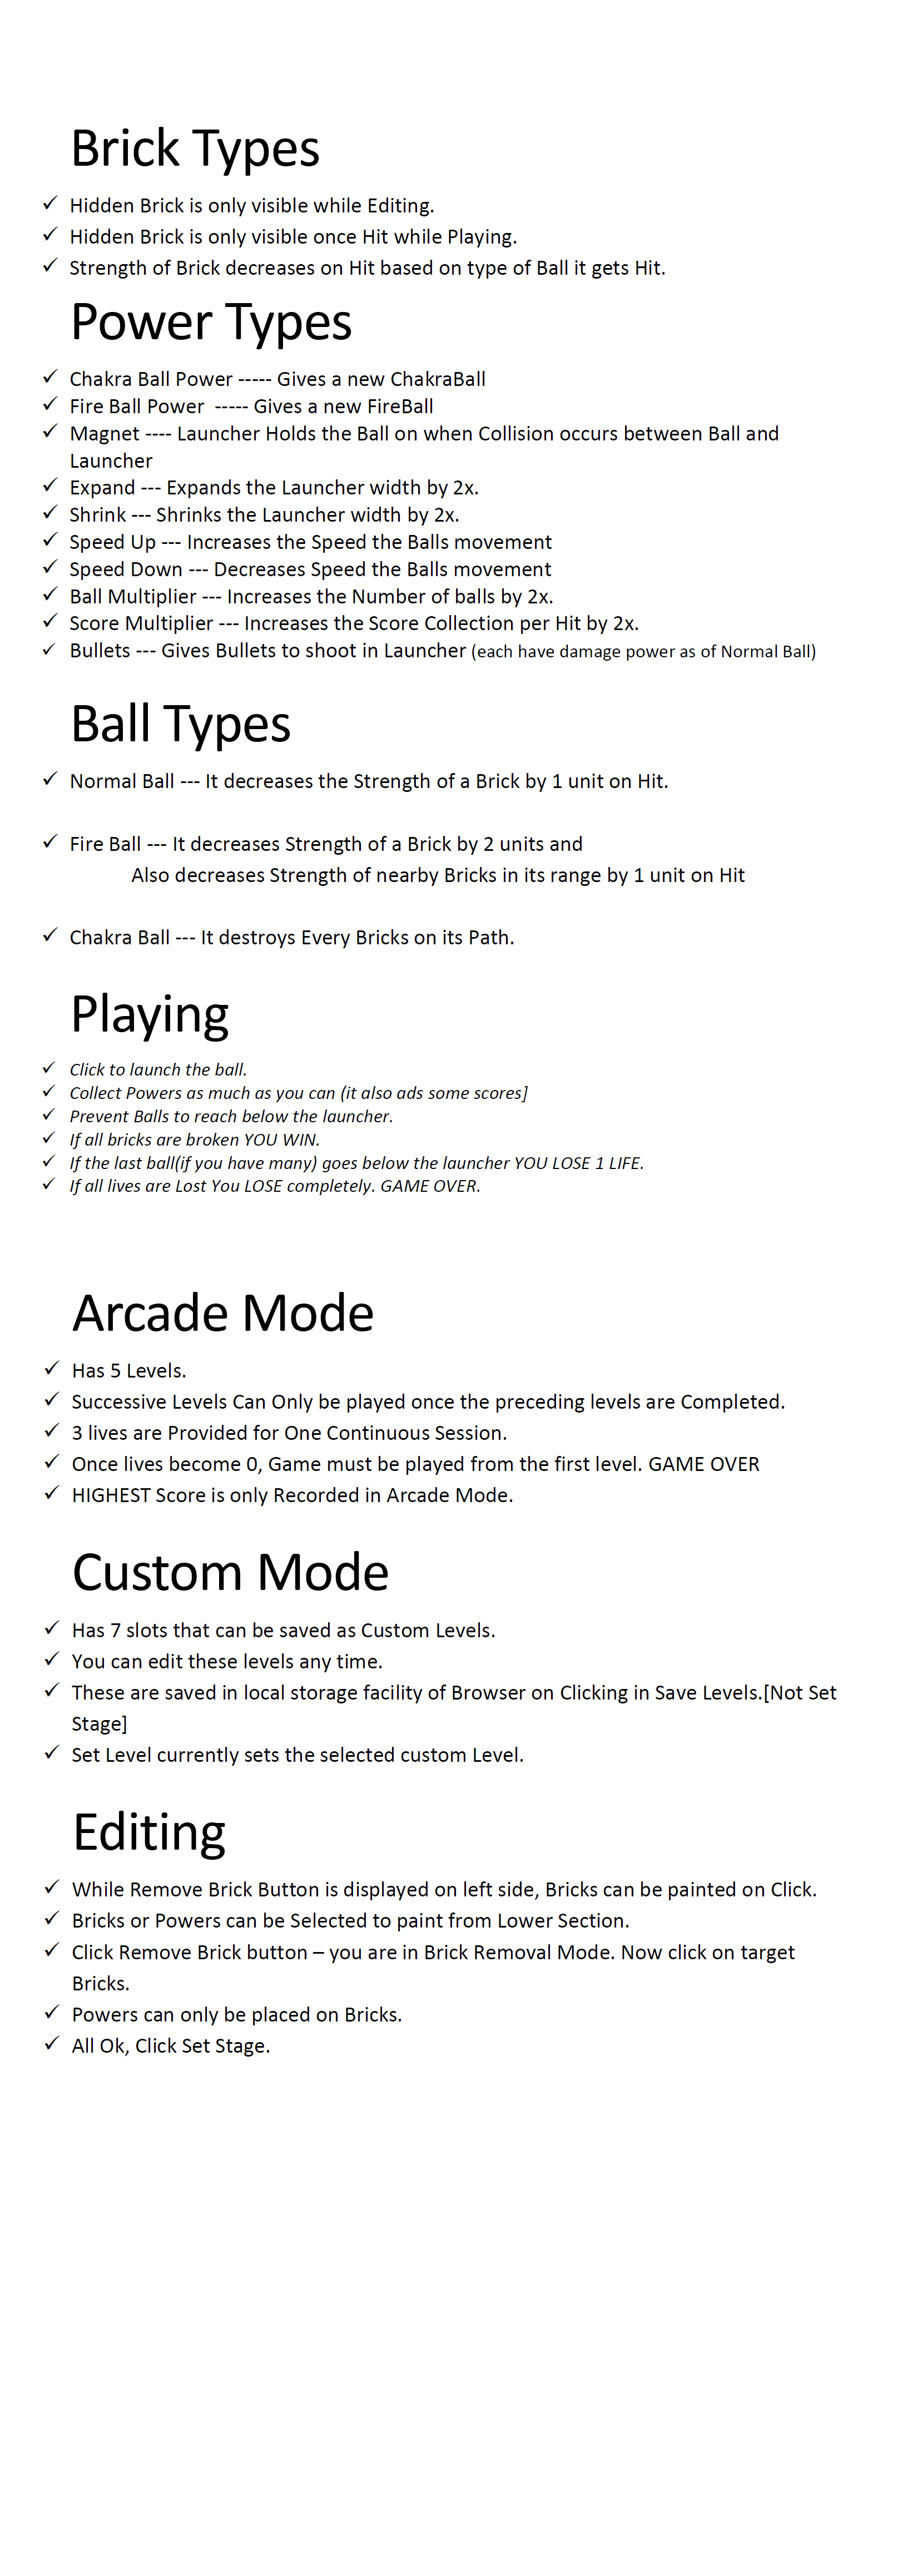 Brick Types
✓ Hidden Brick is only visible while Editing.
✓ Hidden Brick is only visible once Hit while Playing.
✓ Strength of Brick decreases on Hit based on type of Ball it gets Hit.
Power Types
✓ Chakra Ball Power ----- Gives a new ChakraBall
✓ Fire Ball Power ----- Gives a new FireBall
✓ Magnet ---- Launcher Holds the Ball on when Collision occurs between Ball and
Launcher
✓ Expand --- Expands the Launcher width by 2x.
✓ Shrink --- Shrinks the Launcher width by 2x.
✓ Speed Up --- Increases the Speed the Balls movement
✓ Speed Down --- Decreases Speed the Balls movement
✓ Ball Multiplier --- Increases the Number of balls by 2x.
✓ Score Multiplier --- Increases the Score Collection per Hit by 2x.
✓ Bullets --- Gives Bullets to shoot in Launcher (each have damage power as of Normal Ball)
Ball Types
✓ Normal Ball --- It decreases the Strength of a Brick by 1 unit on Hit.
✓ Fire Ball --- It decreases Strength of a Brick by 2 units and
Also decreases Strength of nearby Bricks in its range by 1 unit on Hit
✓ Chakra Ball --- It destroys Every Bricks on its Path.
Playing
✓ Click to launch the ball.
✓ Collect Powers as much as you can (it also ads some scores]
✓ Prevent Balls to reach below the launcher.
✓ If all bricks are broken YOU WIN.
✓ If the last ball(if you have many) goes below the launcher YOU LOSE 1 LIFE.
✓ If all lives are Lost You LOSE completely. GAME OVER.
Arcade Mode
✓ Has 5 Levels.
✓ Successive Levels Can Only be played once the preceding levels are Completed.
✓ 3 lives are Provided for One Continuous Session.
✓ Once lives become 0, Game must be played from the first level. GAME OVER
✓ HIGHEST Score is only Recorded in Arcade Mode.
Custom Mode
✓ Has 7 slots that can be saved as Custom Levels.
✓ You can edit these levels any time.
✓ These are saved in local storage facility of Browser on Clicking in Save Levels.[Not Set
Stage]
✓ Set Level currently sets the selected custom Level.
Editing
✓ While Remove Brick Button is displayed on left side, Bricks can be painted on Click.
✓ Bricks or Powers can be Selected to paint from Lower Section.
✓ Click Remove Brick button – you are in Brick Removal Mode. Now click on target
Bricks.
✓ Powers can only be placed on Bricks.
✓ All Ok, Click Set Stage.